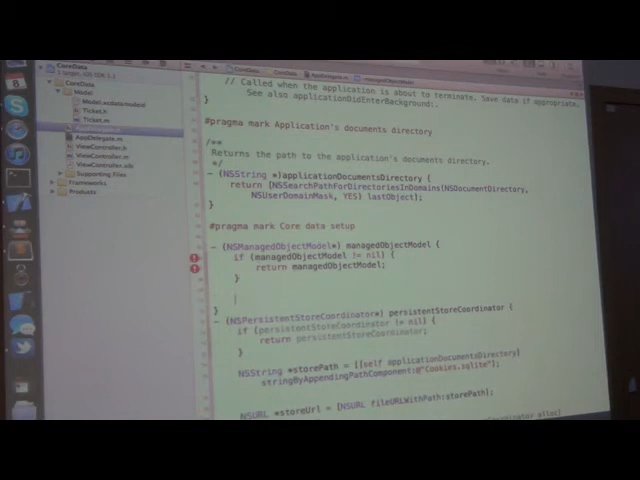 CoreData
CoreData
Model
Model.xcdatamodeld
Ticket.h
Ticket.m
AppDelegate.m
ViewController.h
ViewController.m
ViewController.xib
Supporting Files
Frameworks
Products
// Called when the application is about to terminate. Save data if appropriate.
See also applicationDidEnterBackground:.
}
#pragma mark Application's documents directory
/**
Returns the path to the application's documents directory.
*/
- (NSString *)applicationDocumentsDirectory {
return [NSSearchPathForDirectoriesInDomains(NSDocumentDirectory,
NSUserDomainMask, YES) lastObject];
}
#pragma mark Core data setup
- (NSManagedObjectModel*) managedObjectModel {
if (managedObjectModel != nil) {
return managedObjectModel;
}
}
- (NSPersistentStoreCoordinator*) persistentStoreCoordinator {
if (persistentStoreCoordinator != nil) {
return persistentStoreCoordinator;
}
NSString *storePath = [[self applicationDocumentsDirectory]
stringByAppendingPathComponent:@"Cookies.sqlite"];
NSURL *storeUrl = [NSURL fileURLWithPath:storePath];